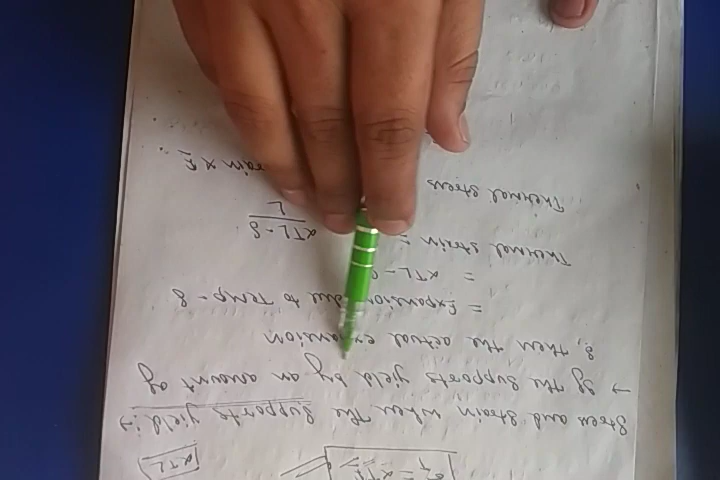 αTL
Stress and strain when the supports yield :→
→ If the supports yield by an amount of
δ, then the actual expansion
= Expansion due to Temp - δ
= αTL -
Thermal strain = αTL - δ / L
Thermal stress × E